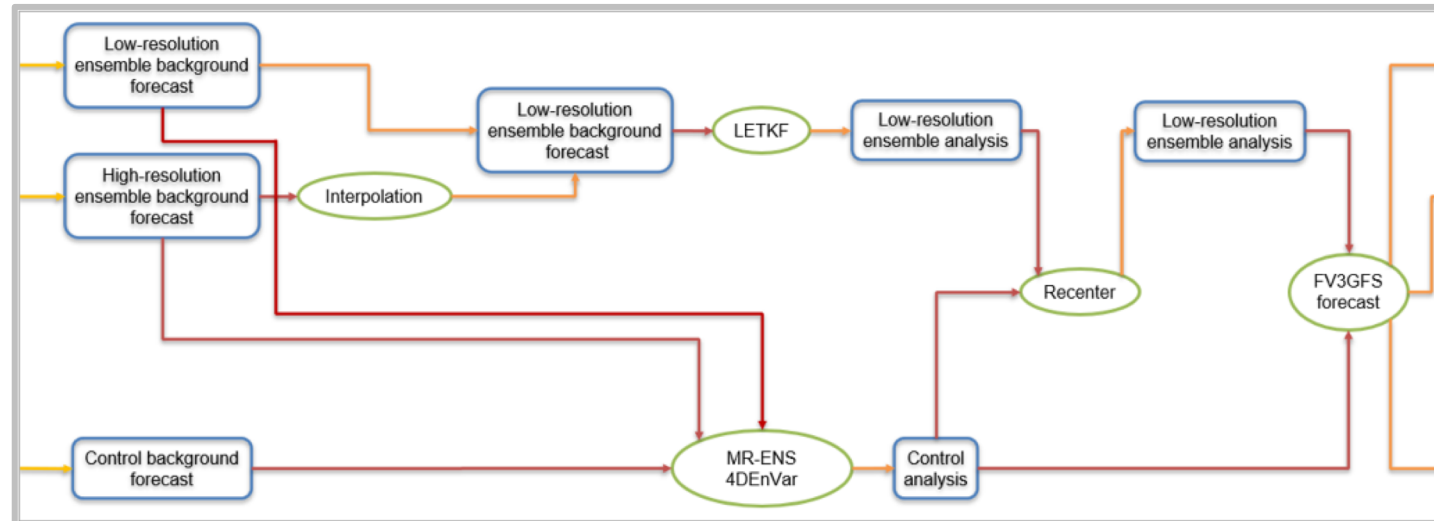 Low-resolution
ensemble background
forecast
High-resolution
ensemble background
forecast
Interpolation
Low-resolution
ensemble background
forecast
LETKF
Low-resolution
ensemble analysis
Recenter
Low-resolution
ensemble analysis
FV3GFS
forecast
Control background
forecast
MR-ENS
4DEnVar
Control
analysis